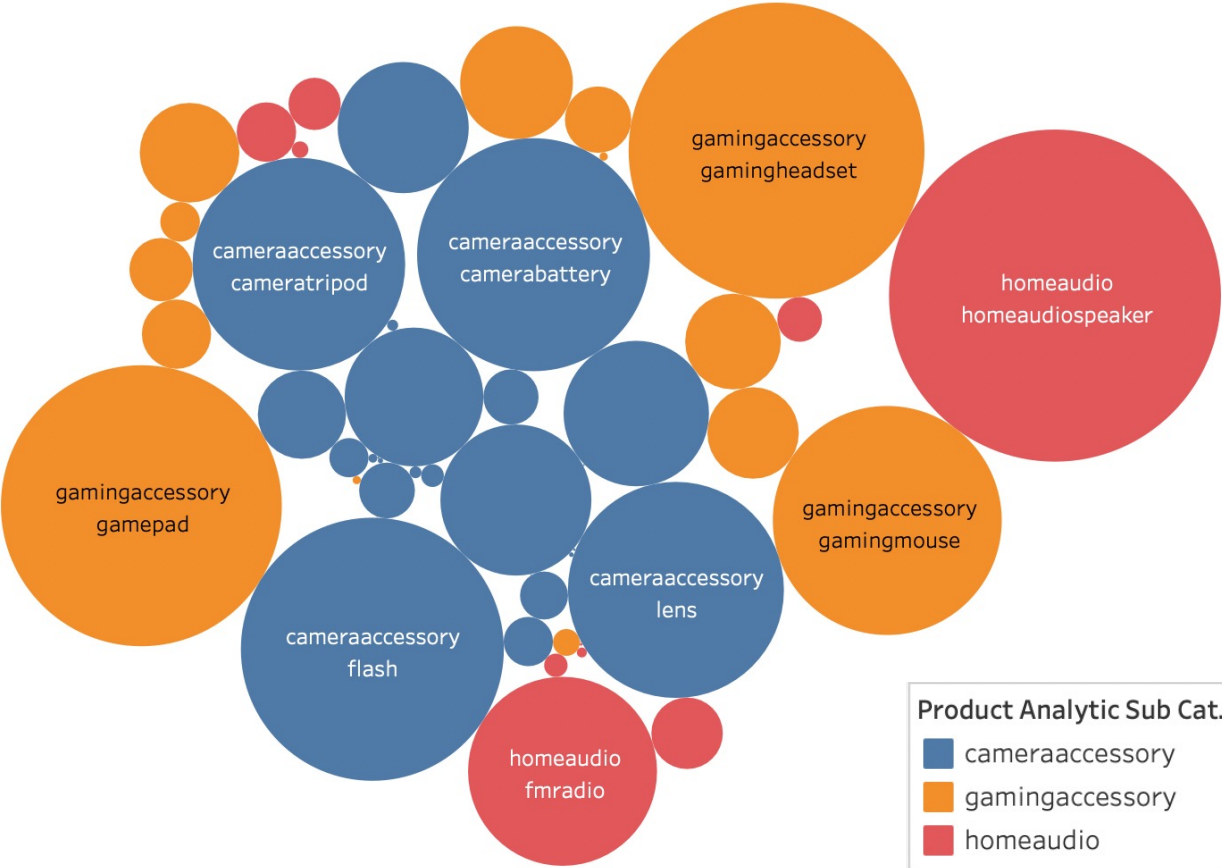 gamingaccessory
gamingheadset
cameraaccessory
camerabattery
cameraaccessory
cameratripod
homeaudio
homeaudiospeaker
gamingaccessory
gamepad
gamingaccessory
gamingmouse
cameraaccessory
lens
cameraaccessory
flash
homeaudio
fmradio
Product Analytic Sub Cat.
cameraaccessory
gamingaccessory
homeaudio